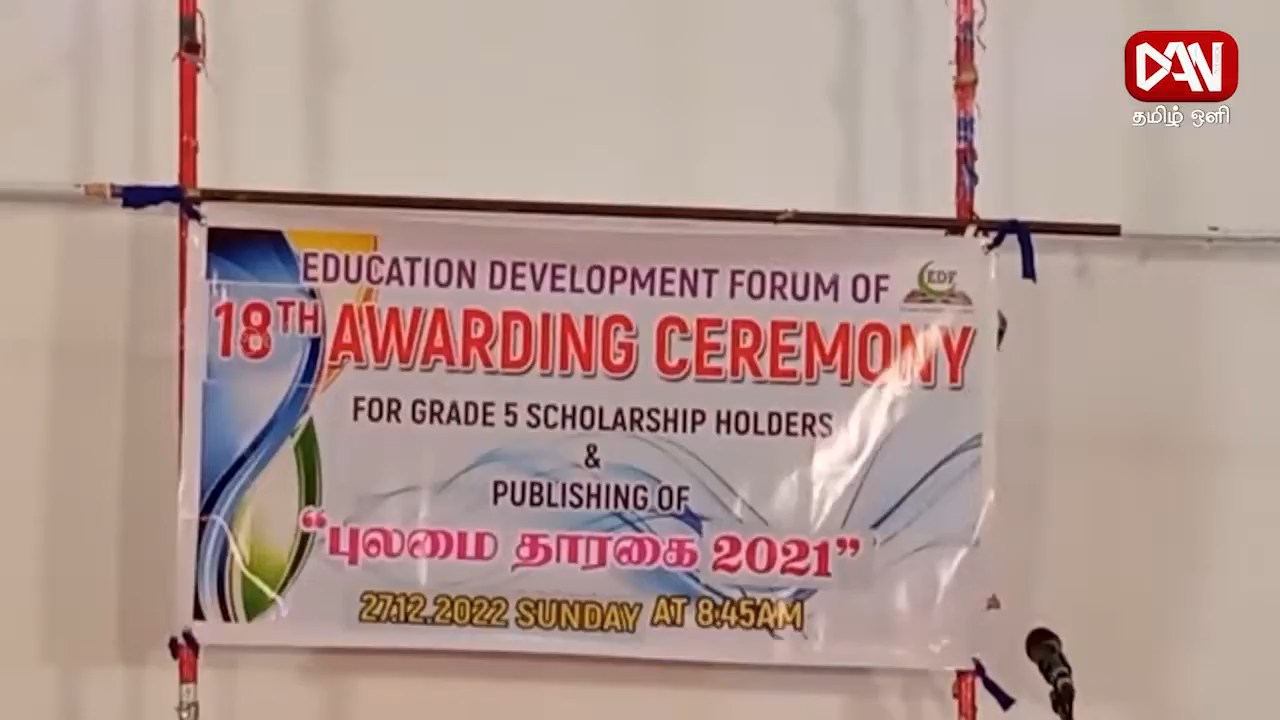 DAN
தமிழ் ஒளி
EDUCATION DEVELOPMENT FORUM OF
EDF
18TH AWARDING CEREMONY
FOR GRADE 5 SCHOLARSHIP HOLDERS
&
PUBLISHING OF
“புலமை தாரகை 2021”
27.12.2022 SUNDAY AT 8.45AM